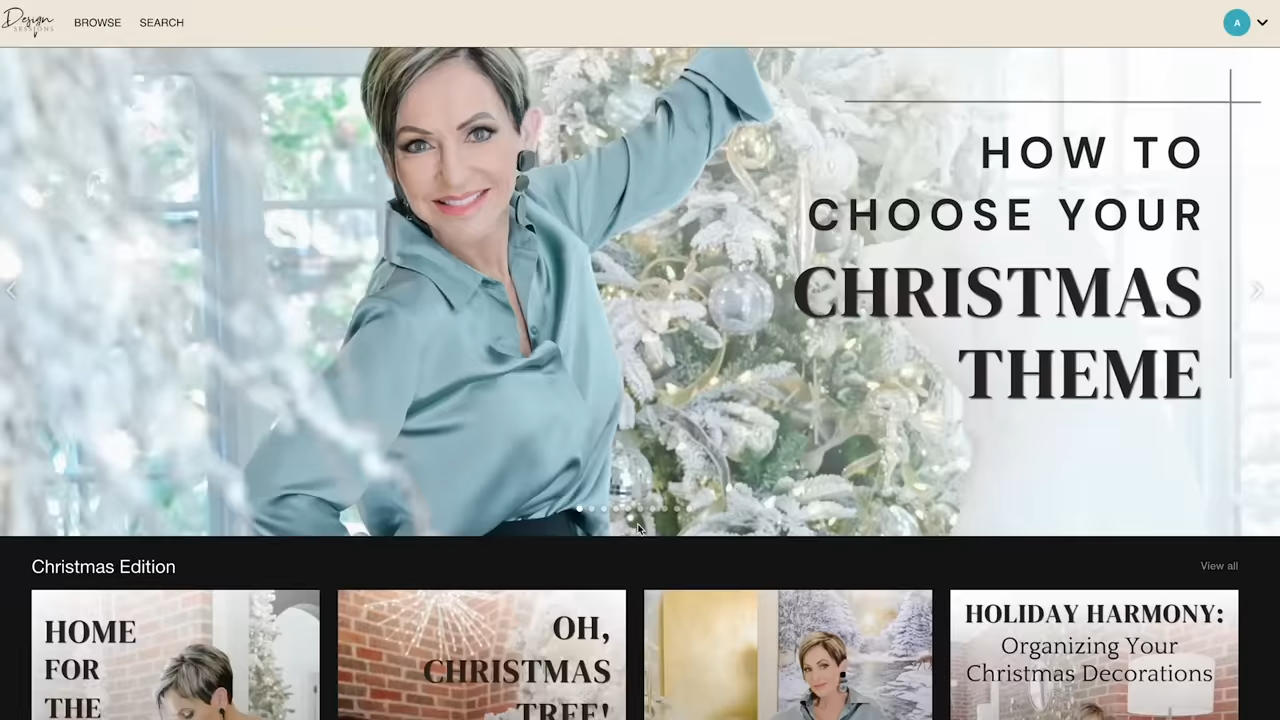 Design
SESSIONS
BROWSE
SEARCH
A
HOW TO
CHOOSE YOUR
CHRISTMAS
THEME
Christmas Edition
View all
HOME
FOR
THE
OH,
CHRISTMAS
TREE!
HOLIDAY HARMONY:
Organizing Your
Christmas Decorations